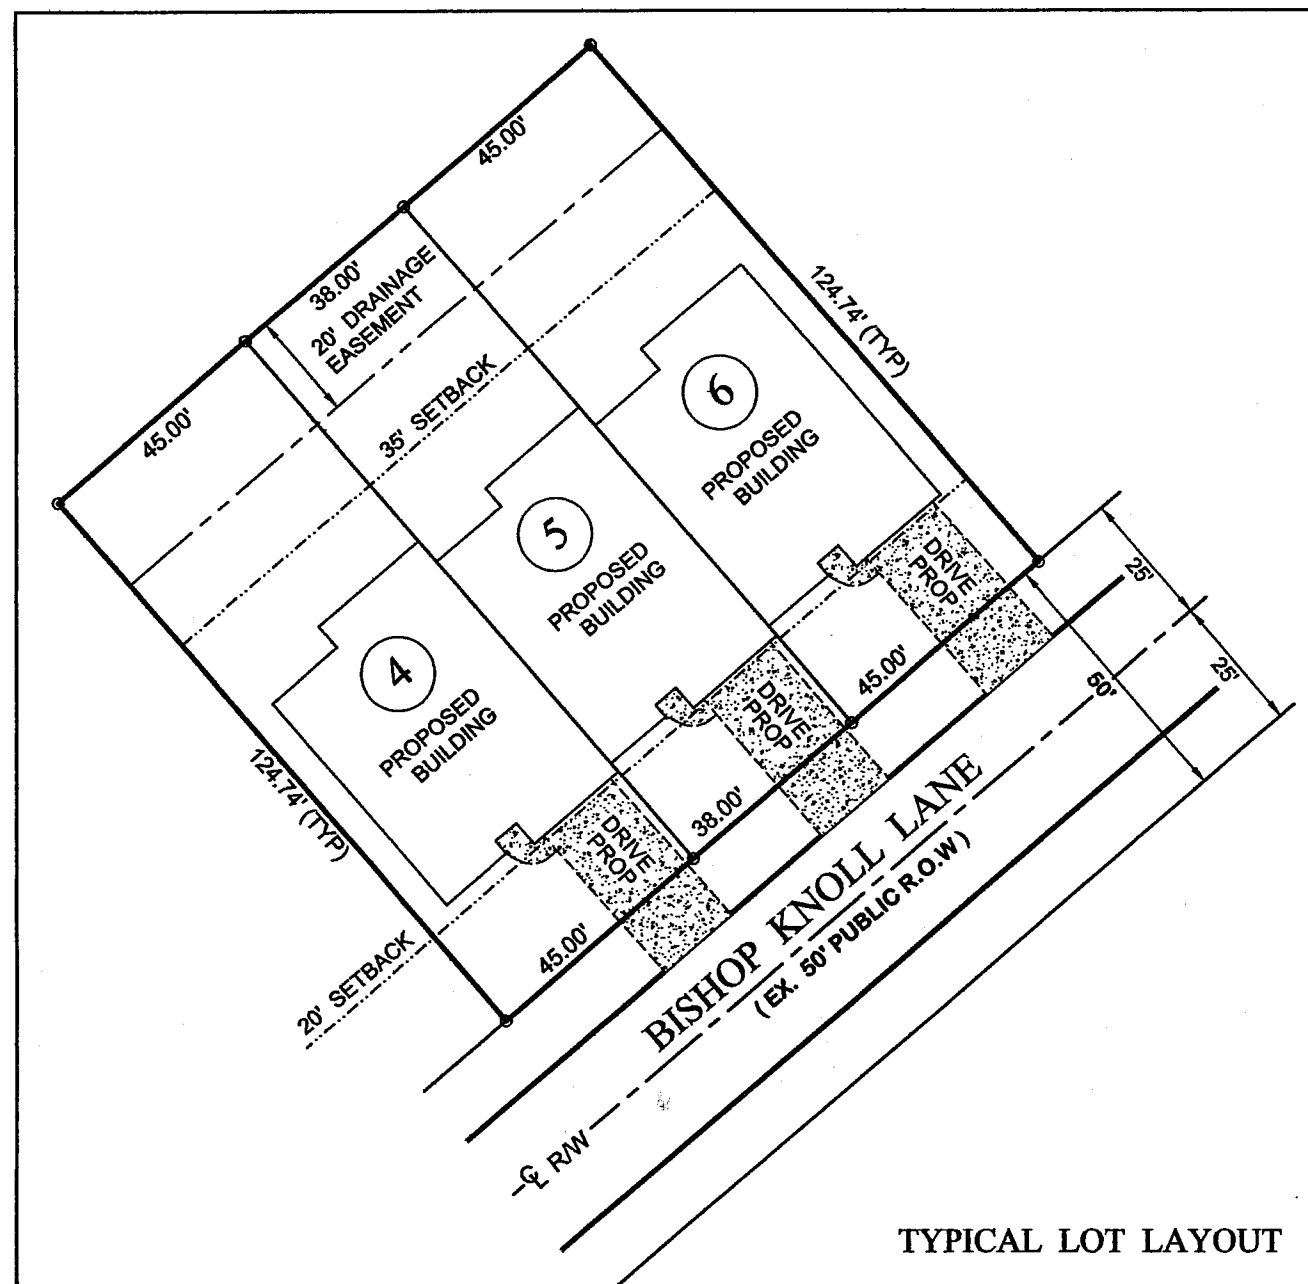 45.00'
38.00'
45.00'
20' DRAINAGE
EASEMENT
35' SETBACK
124.74' (TYP)
6
PROPOSED
BUILDING
5
PROPOSED
BUILDING
4
PROPOSED
BUILDING
124.74' (TYP)
DRIVE
PROP
DRIVE
PROP
DRIVE
PROP
25'
25'
50'
45.00'
38.00'
45.00'
20' SETBACK
BISHOP KNOLL LANE
( EX. 50' PUBLIC R.O.W )
CL R/W
TYPICAL LOT LAYOUT